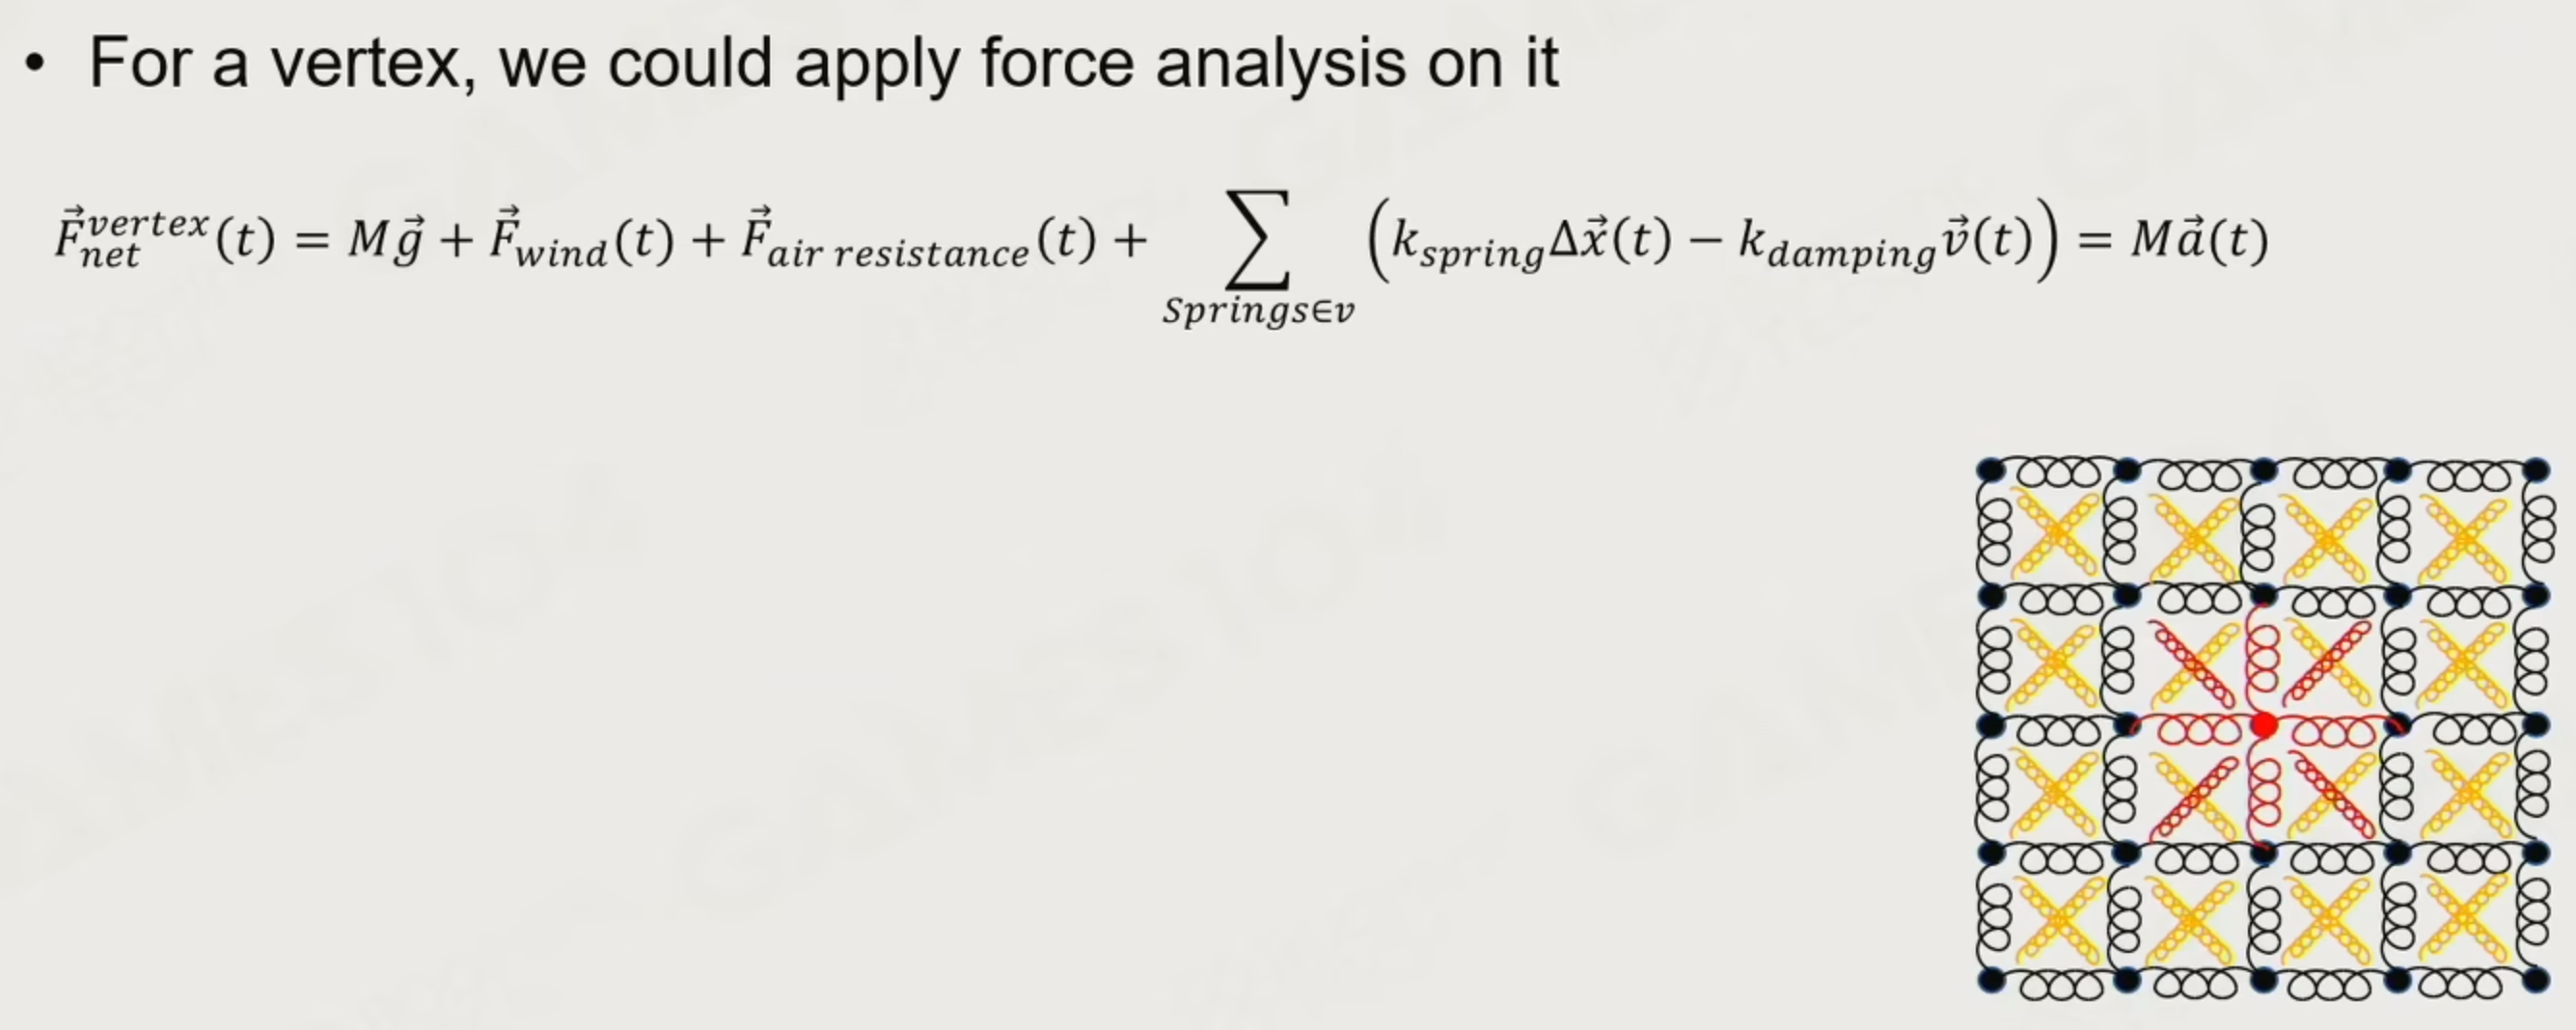 • For a vertex, we could apply force analysis on it
$\vec{F}_{net}^{vertex}(t) = M\vec{g} + \vec{F}_{wind}(t) + \vec{F}_{air\ resistance}(t) + \sum_{Springs \in v} \left( k_{spring}\Delta\vec{x}(t) - k_{damping}\vec{v}(t) \right) = M\vec{a}(t)$